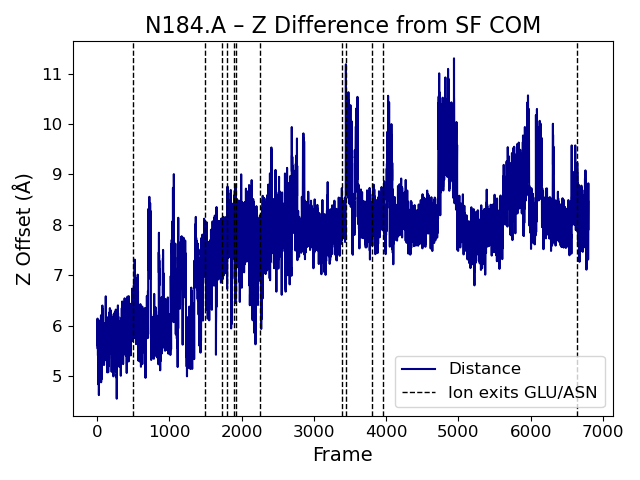 N184.A – Z Difference from SF COM
Z Offset (Å)
11
10
9
8
7
6
5
Distance
Ion exits GLU/ASN
0 1000 2000 3000 4000 5000 6000 7000
Frame